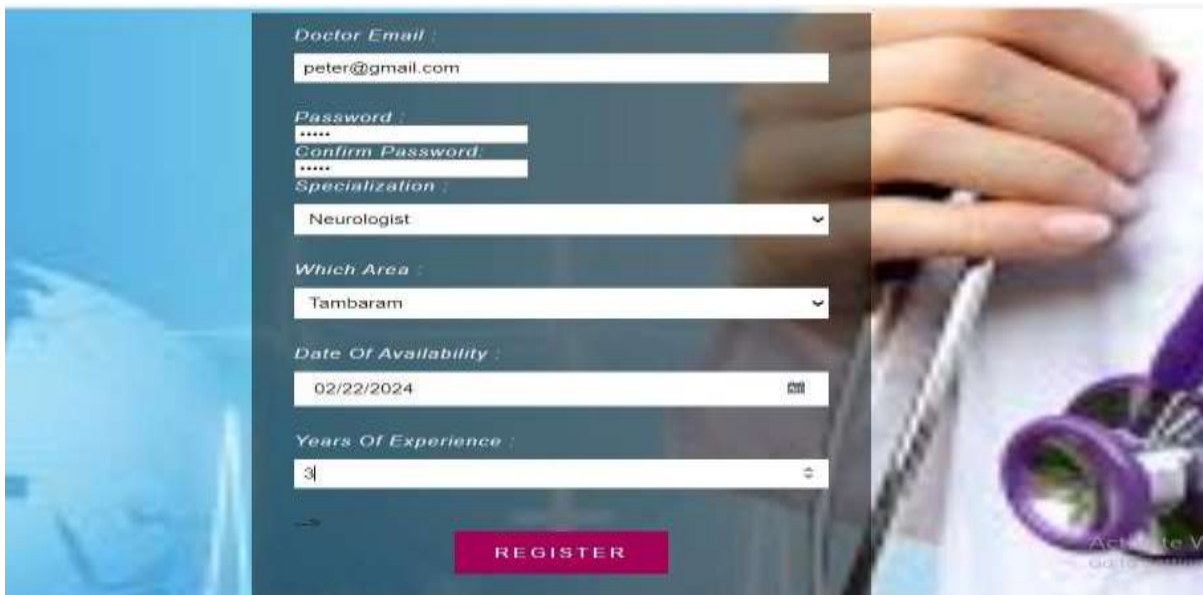 Doctor Email :
peter@gmail.com
Password :
•••••
Confirm Password:
•••••
Specialization :
Neurologist
Which Area :
Tambaram
Date Of Availability :
02/22/2024
Years Of Experience :
3
-->
REGISTER